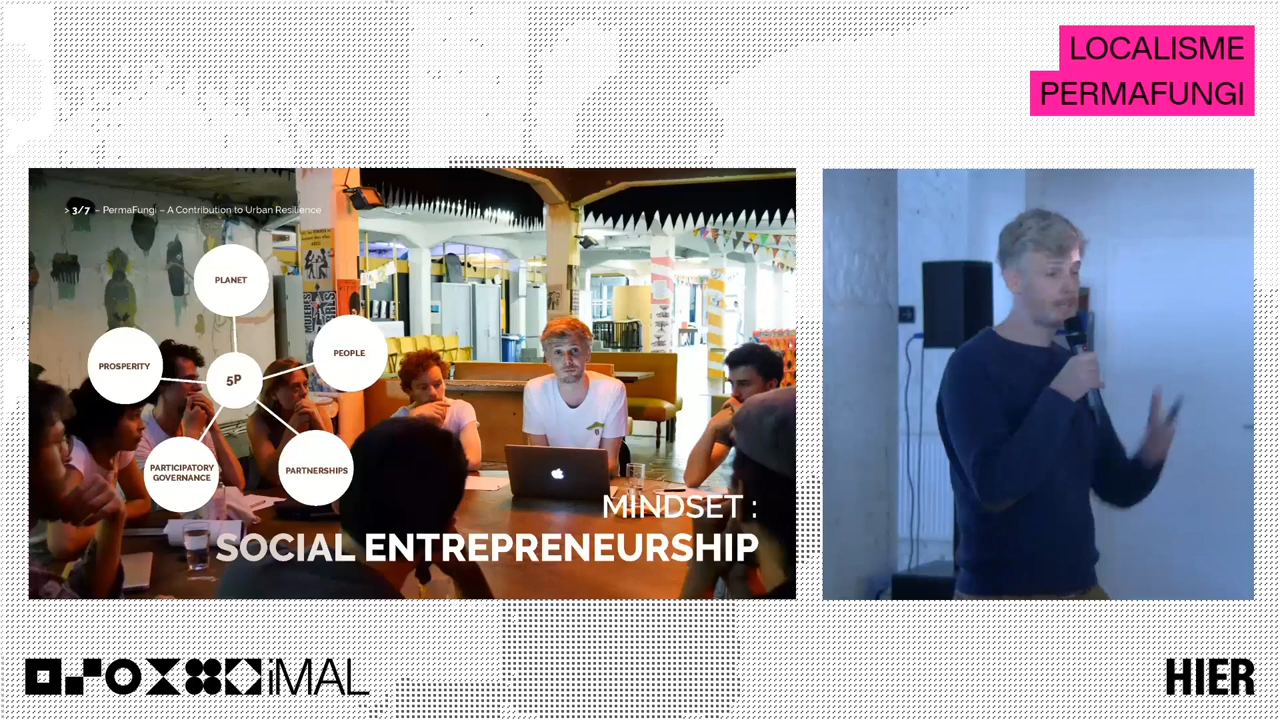 LOCALISME
PERMAFUNGI
> 3/7 – PermaFungi – A Contribution to Urban Resilience
PLANET
PEOPLE
PROSPERITY
5P
PARTICIPATORY
GOVERNANCE
PARTNERSHIPS
MINDSET :
SOCIAL ENTREPRENEURSHIP
MUJERES
iMAL
HIER